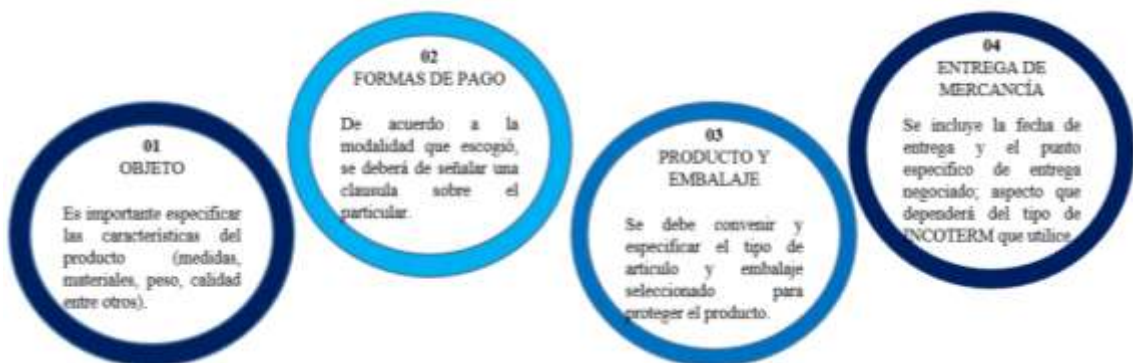 01
OBJETO
Es importante especificar
las características del
producto (medidas,
materiales, peso, calidad
entre otros).
02
FORMAS DE PAGO
De acuerdo a la
modalidad que escogió,
se deberá de señalar una
clausula sobre el
particular.
03
PRODUCTO Y
EMBALAJE
Se debe convenir y
especificar el tipo de
artículo y embalaje
seleccionado para
proteger el producto.
04
ENTREGA DE
MERCANCÍA
Se incluye la fecha de
entrega y el punto
especifico de entrega
negociado; aspecto que
dependerá del tipo de
INCOTERM que utilice.